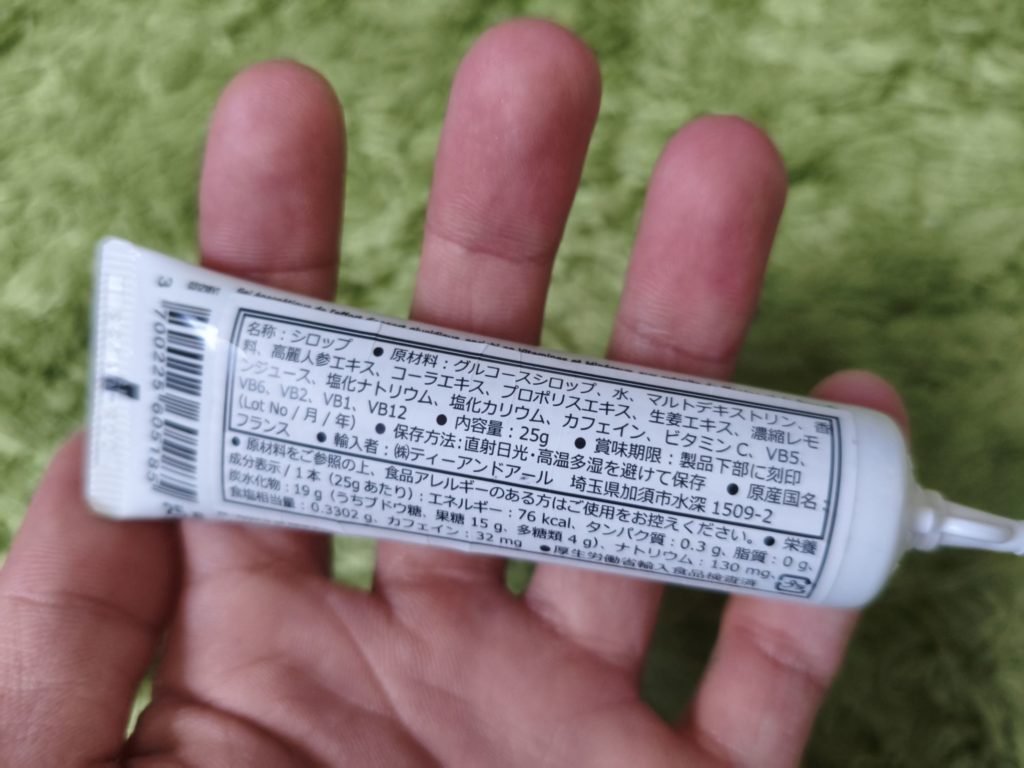 名称：シロップ ● 原材料：グルコースシロップ、水、マルトデキストリン、香
料、高麗人参エキス、コーラエキス、プロポリスエキス、生姜エキス、濃縮レモ
ンジュース、塩化ナトリウム、塩化カリウム、カフェイン、ビタミン C、VB5、
VB6、VB2、VB1、VB12 ● 内容量：25g ● 賞味期限：製品下部に刻印
(Lot No / 月 / 年) ● 保存方法：直射日光・高温多湿を避けて保存 ● 原産国名：
フランス ● 輸入者：㈱ティーアンドアール 埼玉県加須市水深 1509-2
● 原材料をご参照の上、食品アレルギーのある方はご使用をお控えください。● 栄養
成分表示 / 1本（25gあたり）：エネルギー：76 kcal、タンパク質：0.3 g、脂質：0 g、
炭水化物：19 g（うちブドウ糖、果糖 15 g、多糖類 4 g）、ナトリウム：130 mg、
食塩相当量：0.3302 g、カフェイン：32 mg ●厚生労働省輸入食品検査済
3 700225 605185